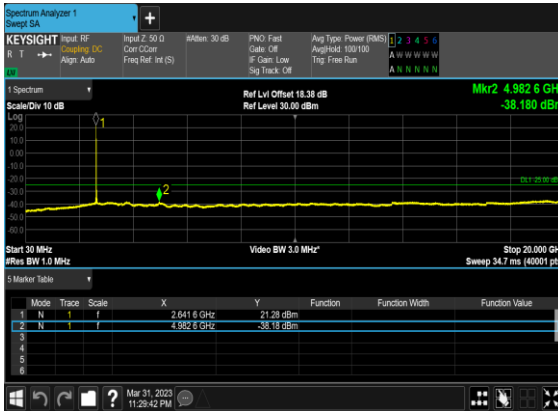 Spectrum Analyzer 1
Swept SA
+
KEYSIGHT Input: RF Input Z: 50 Ω #Atten: 30 dB PNO: Fast Avg Type: Power (RMS) 1 2 3 4 5 6
R T Coupling: DC Corr CCorr Gate: Off Avg|Hold: 100/100 A W W W W W
Align: Auto Freq Ref: Int (S) IF Gain: Low Trig: Free Run
Sig Track: Off A N N N N N
1 Spectrum Ref Lvl Offset 18.38 dB Mkr2 4.982 6 GH
Scale/Div 10 dB Ref Level 30.00 dBm -38.180 dBr
Log
1
20.0
10.0
0.00
-10.0
-20.0
DL1 -25.00 dB
-30.0
2
-40.0
-50.0
-60.0
Start 30 MHz Video BW 3.0 MHz* Stop 20.000 GH
#Res BW 1.0 MHz Sweep 34.7 ms (40001 pt
5 Marker Table
Mode Trace Scale X Y Function Function Width Function Value
1 N 1 f 2.641 6 GHz 21.28 dBm
2 N 1 f 4.982 6 GHz -38.18 dBm
3
4
5
6
? Mar 31, 2023
11:29:42 PM